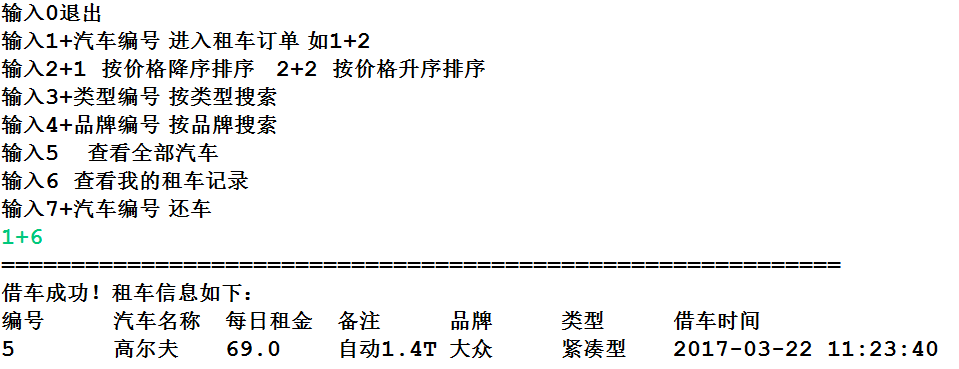 输入0退出
输入1+汽车编号 进入租车订单 如1+2
输入2+1 按价格降序排序  2+2 按价格升序排序
输入3+类型编号 按类型搜索
输入4+品牌编号 按品牌搜索
输入5  查看全部汽车
输入6 查看我的租车记录
输入7+汽车编号 还车
1+6
============================================================
借车成功！租车信息如下：
编号 汽车名称 每日租金 备注 品牌 类型 借车时间
5 高尔夫 69.0 自动1.4T 大众 紧凑型 2017-03-22 11:23:40